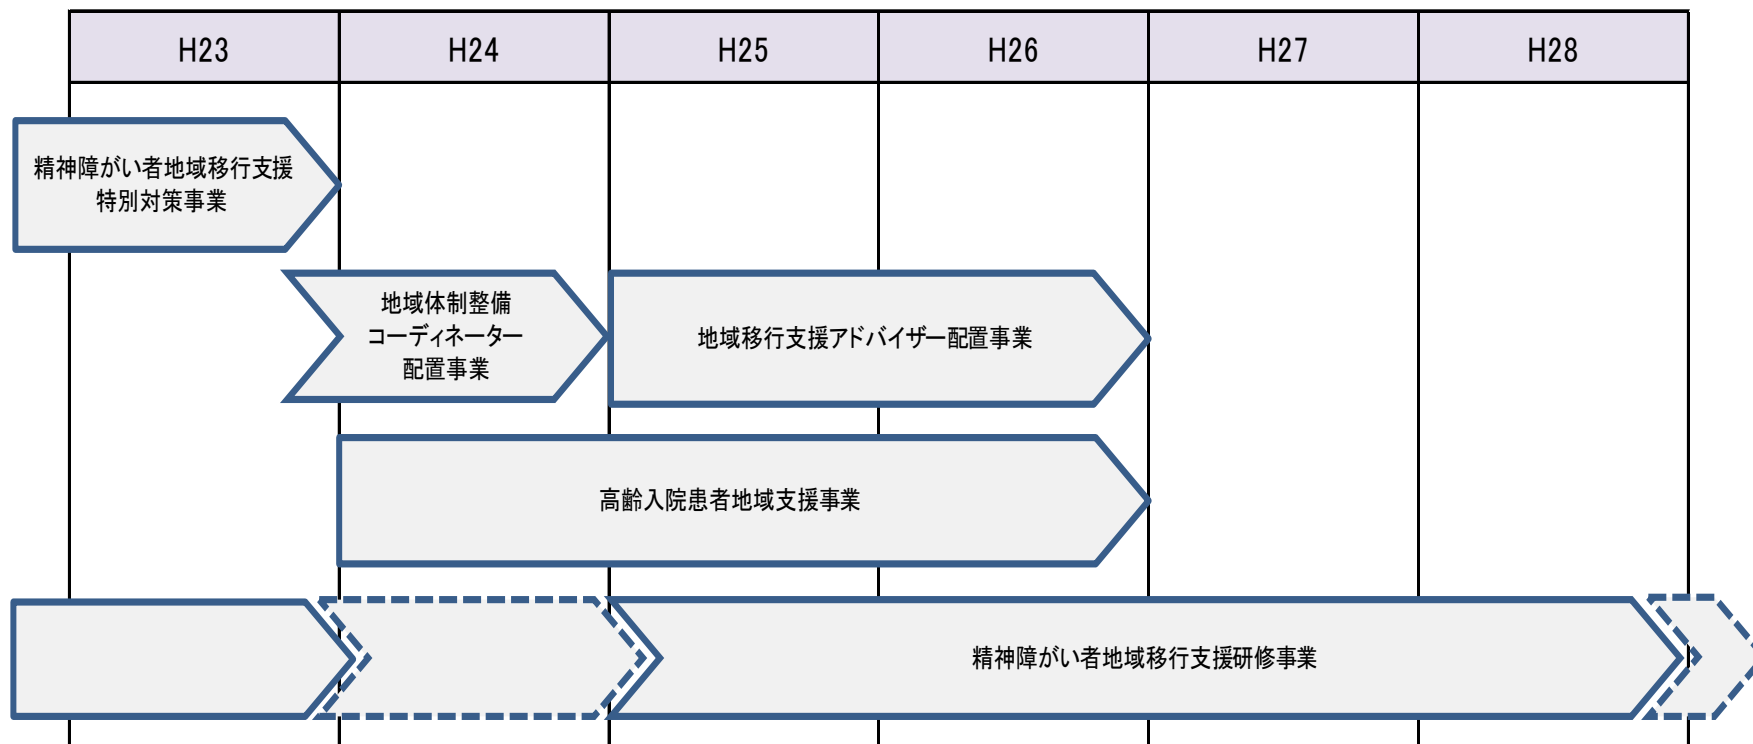 H23 H24 H25 H26 H27 H28
精神障がい者地域移行支援
特別対策事業
地域体制整備
コーディネーター
配置事業
地域移行支援アドバイザー配置事業
高齢入院患者地域支援事業
精神障がい者地域移行支援研修事業